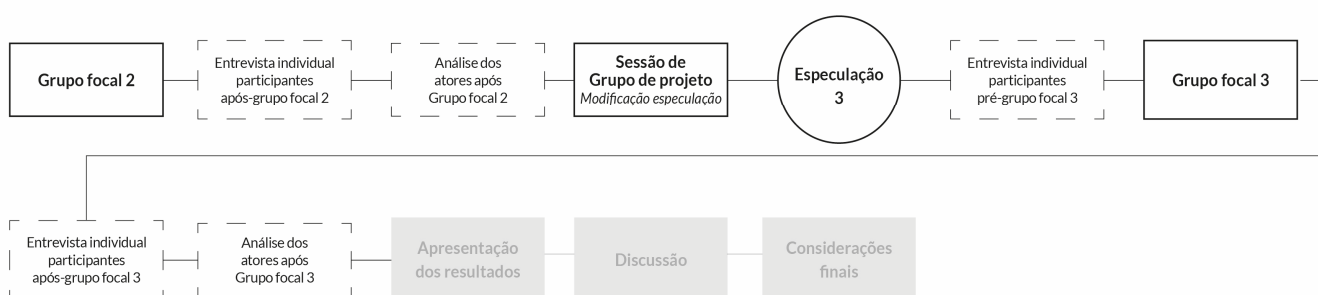 Grupo focal 2
Entrevista individual
participantes
após-grupo focal 2
Análise dos
atores após
Grupo focal 2
Sessão de
Grupo de projeto
Modificação especulação
Especulação
3
Entrevista individual
participantes
pré-grupo focal 3
Grupo focal 3
Entrevista individual
participantes
após-grupo focal 3
Análise dos
atores após
Grupo focal 3
Apresentação
dos resultados
Discussão
Considerações
finais